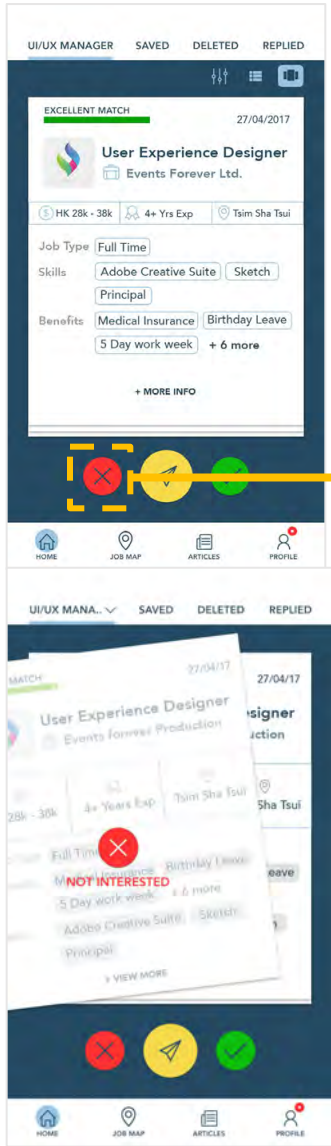 UI/UX MANAGER SAVED DELETED REPLIED
EXCELLENT MATCH
27/04/2017
User Experience Designer
Events Forever Ltd.
HK 28k - 38k 4+ Yrs Exp Tsim Sha Tsui
Job Type Full Time
Skills Adobe Creative Suite Sketch
Principal
Benefits Medical Insurance Birthday Leave
5 Day work week + 6 more
+ MORE INFO
HOME JOB MAP ARTICLES PROFILE
UI/UX MANA.. SAVED DELETED REPLIED
MATCH 27/04/17 27/04/17
User Experience Designer esigner
Events Forever Production uction
28k - 38k 4+ Years Exp Tsim Sha Tsui Sha Tsui
Full Time
Medical Insurance Birthday Leave eave
NOT INTERESTED
5 Day work week + 6 more
Adobe Creative Suite Sketch
Principal
+ VIEW MORE
HOME JOB MAP ARTICLES PROFILE